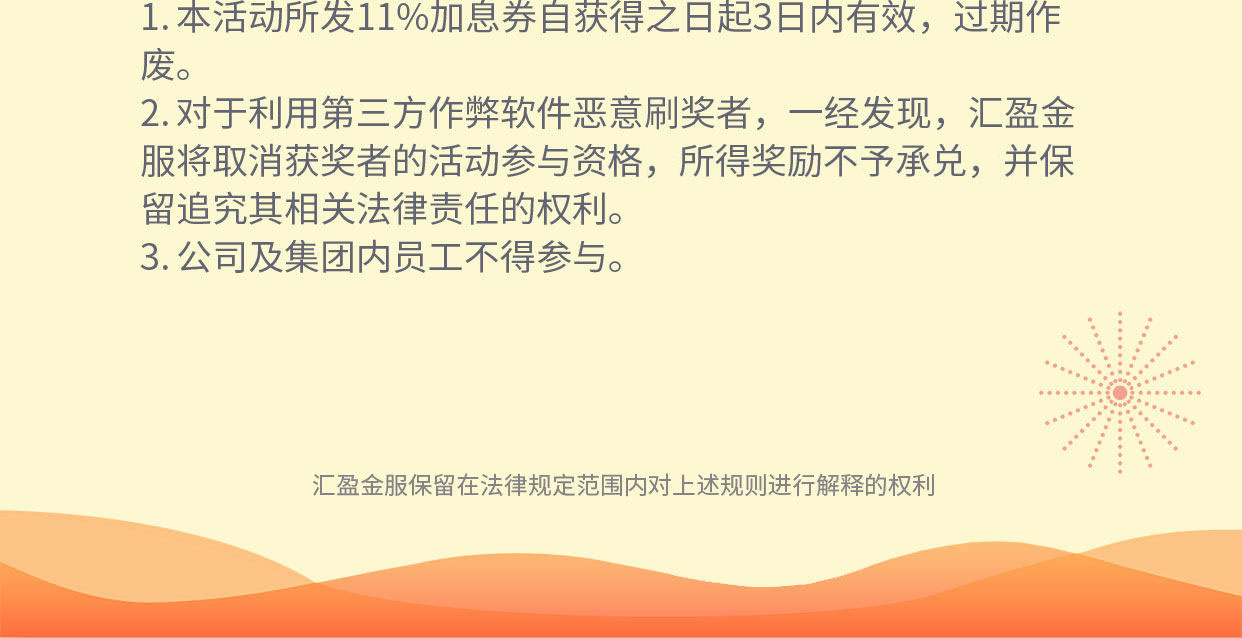 1. 本活动所发11%加息券自获得之日起3日内有效，过期作
废。
2. 对于利用第三方作弊软件恶意刷奖者，一经发现，汇盈金
服将取消获奖者的活动参与资格，所得奖励不予承兑，并保
留追究其相关法律责任的权利。
3. 公司及集团内员工不得参与。
汇盈金服保留在法律规定范围内对上述规则进行解释的权利